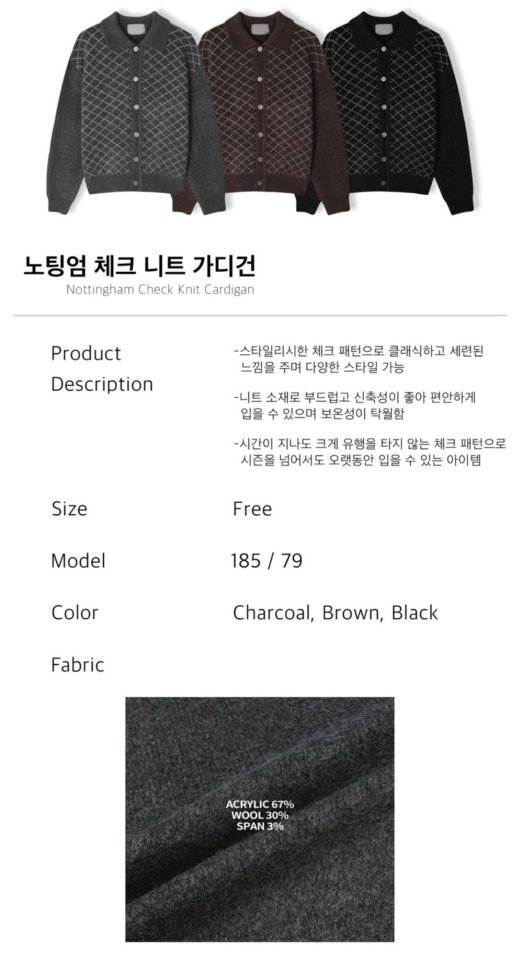 노팅엄 체크 니트 가디건
Nottingham Check Knit Cardigan
Product
Description
-스타일리시한 체크 패턴으로 클래식하고 세련된
느낌을 주며 다양한 스타일 가능
-니트 소재로 부드럽고 신축성이 좋아 편안하게
입을 수 있으며 보온성이 탁월함
-시간이 지나도 크게 유행을 타지 않는 체크 패턴으로
시즌을 넘어서도 오랫동안 입을 수 있는 아이템
Size
Free
Model
185 / 79
Color
Charcoal, Brown, Black
Fabric
ACRYLIC 67%
WOOL 30%
SPAN 3%